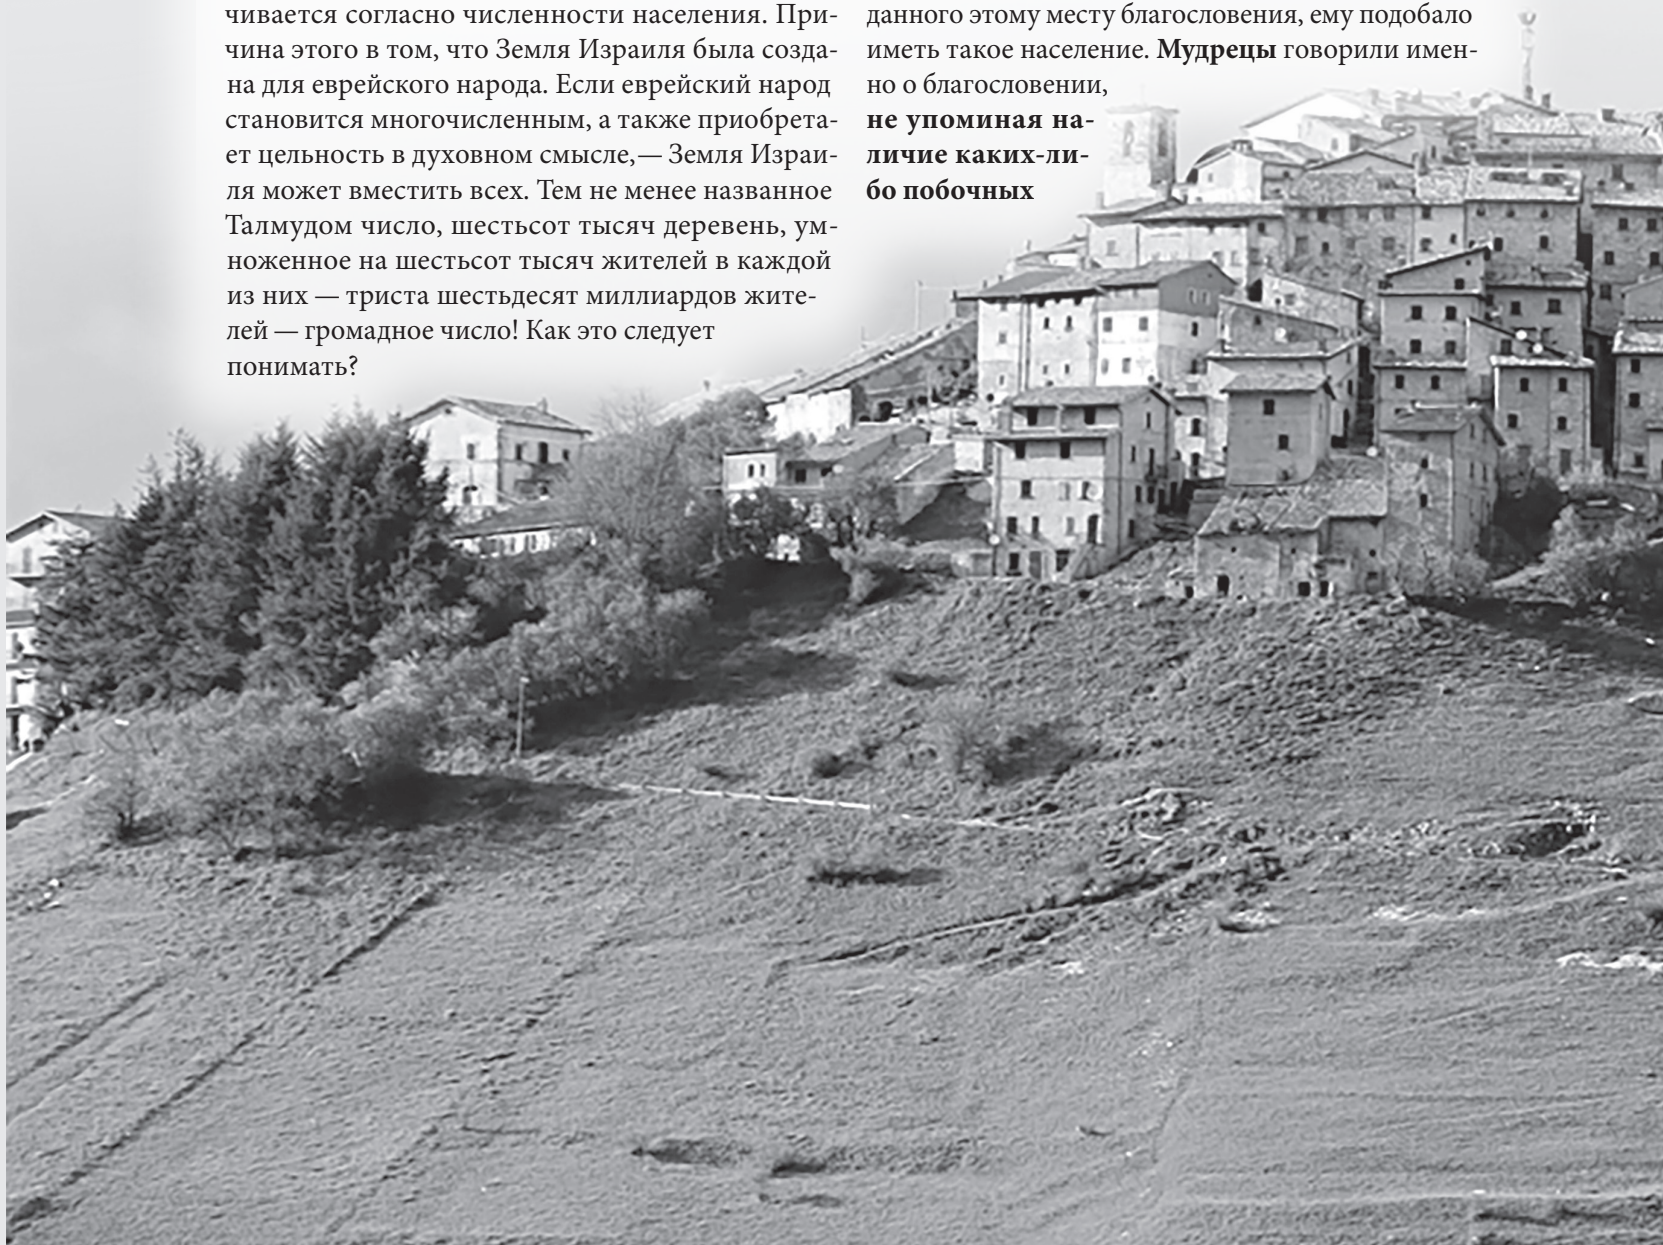 чивается согласно численности населения. При-
чина этого в том, что Земля Израиля была созда-
на для еврейского народа. Если еврейский народ
становится многочисленным, а также приобрета-
ет цельность в духовном смысле,— Земля Израи-
ля может вместить всех. Тем не менее названное
Талмудом число, шестьсот тысяч деревень, ум-
ноженное на шестьсот тысяч жителей в каждой
из них — триста шестьдесят миллиардов жите-
лей — громадное число! Как это следует
понимать?
данного этому месту благословения, ему подобало
иметь такое население. Мудрецы говорили имен-
но о благословении,
не упоминая на-
личие каких-ли-
бо побочных